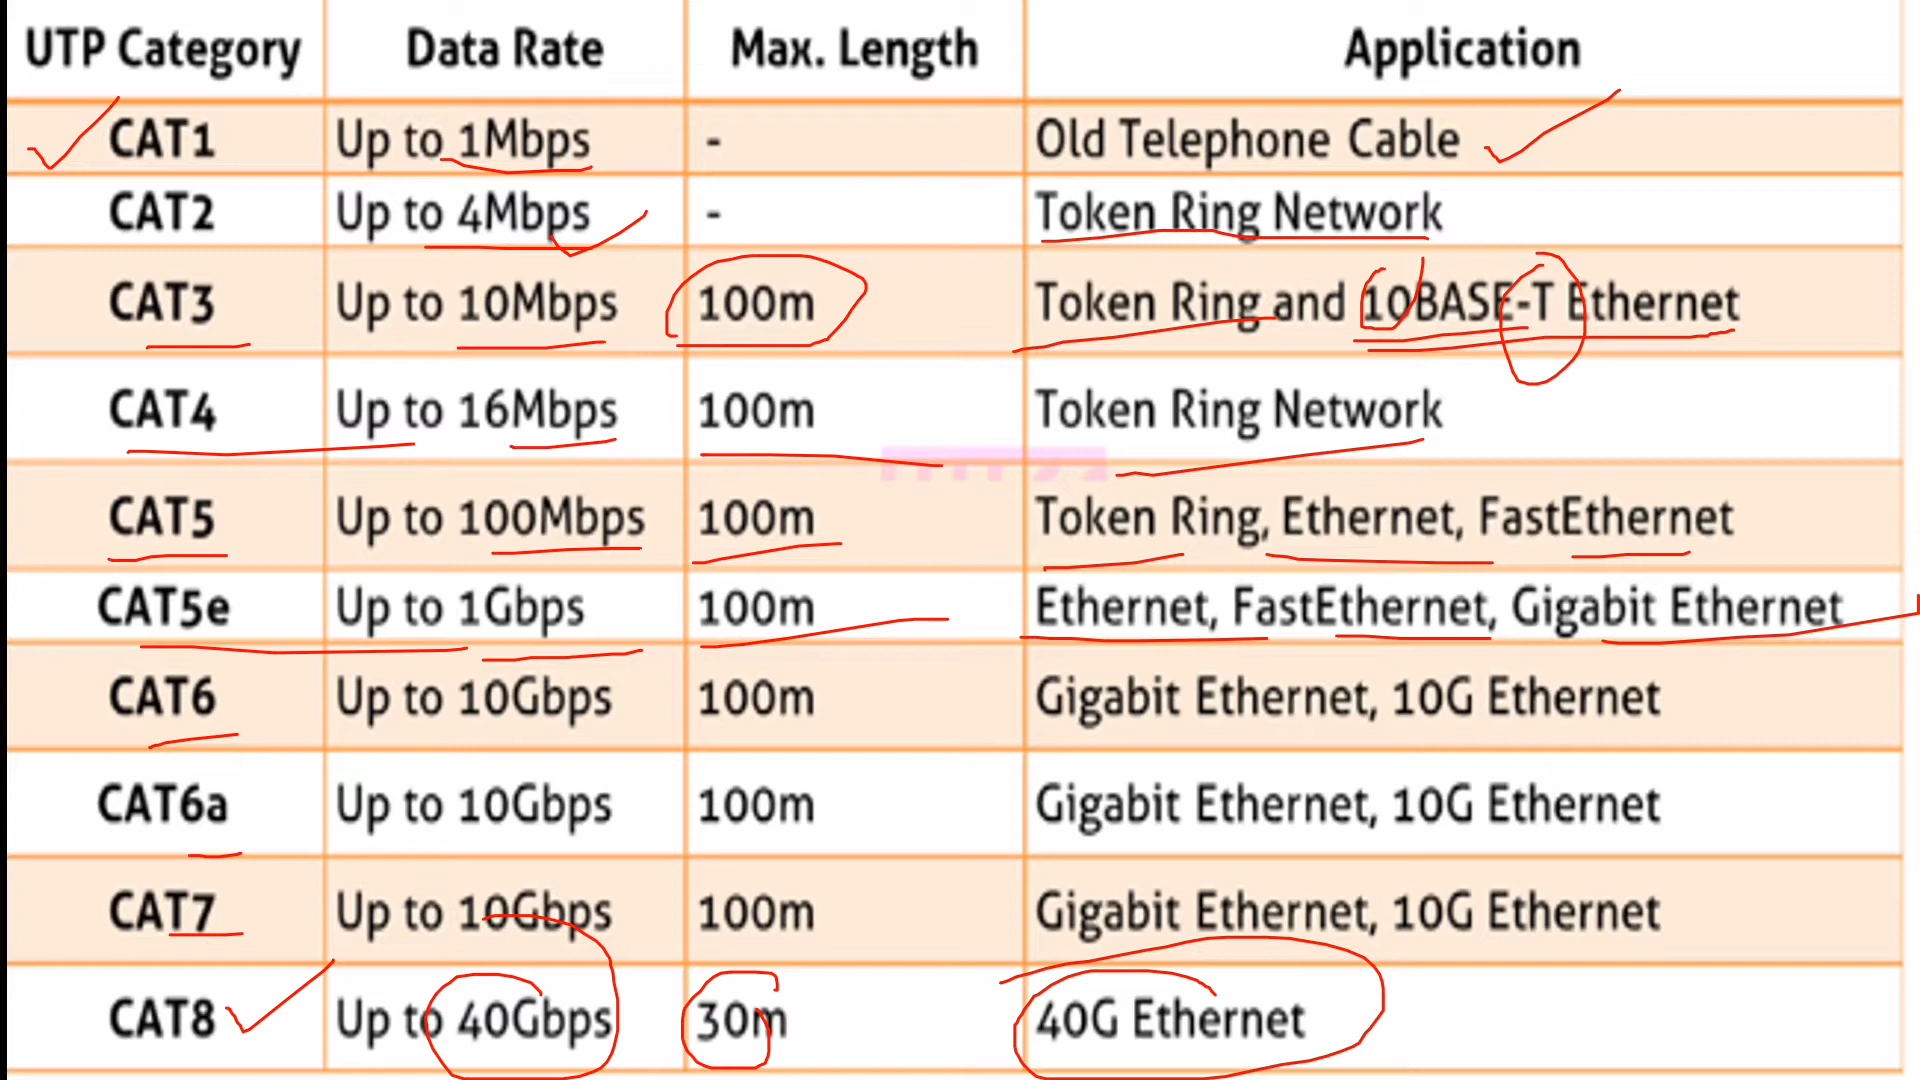 UTP Category Data Rate Max. Length Application
CAT1 Up to 1Mbps - Old Telephone Cable
CAT2 Up to 4Mbps - Token Ring Network
CAT3 Up to 10Mbps 100m Token Ring and 10BASE-T Ethernet
CAT4 Up to 16Mbps 100m Token Ring Network
CAT5 Up to 100Mbps 100m Token Ring, Ethernet, FastEthernet
CAT5e Up to 1Gbps 100m Ethernet, FastEthernet, Gigabit Ethernet
CAT6 Up to 10Gbps 100m Gigabit Ethernet, 10G Ethernet
CAT6a Up to 10Gbps 100m Gigabit Ethernet, 10G Ethernet
CAT7 Up to 10Gbps 100m Gigabit Ethernet, 10G Ethernet
CAT8 Up to 40Gbps 30m 40G Ethernet